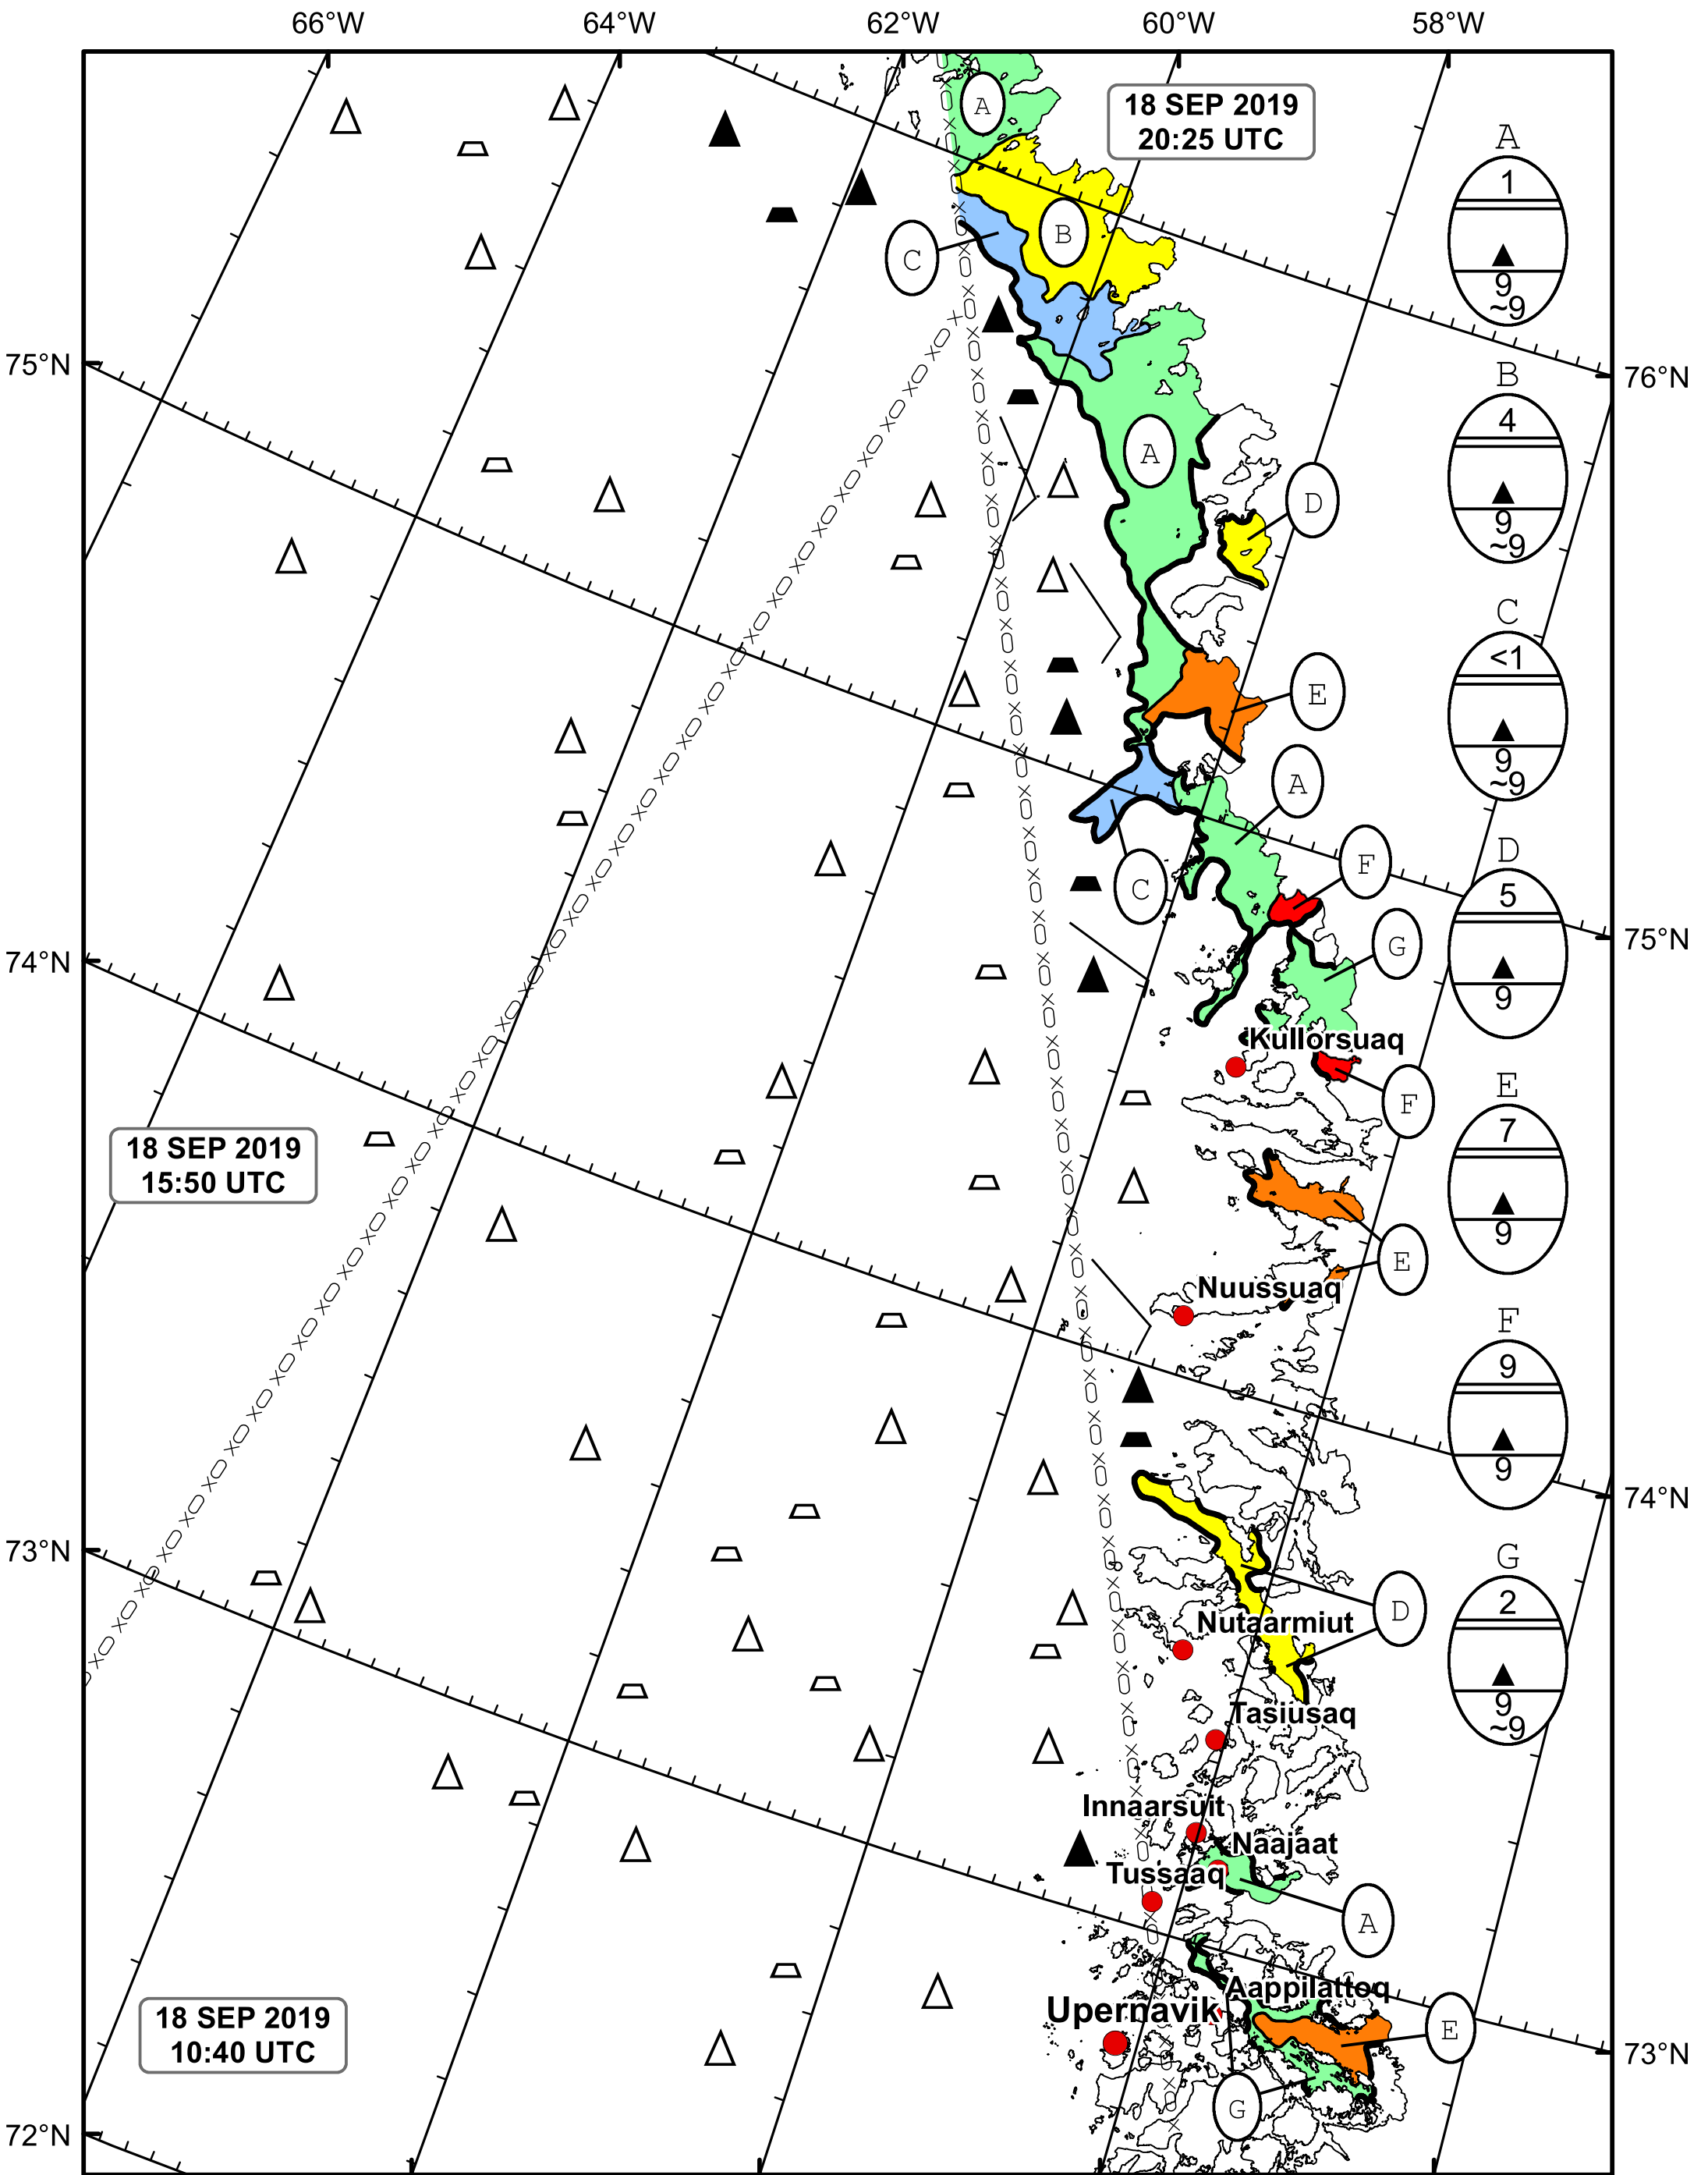 66°W 64°W 62°W 60°W 58°W
18 SEP 2019
20:25 UTC
A
A
1
9
~9
B
C
75°N
76°N
B
4
9
~9
A
D
C
<1
9
~9
E
A
C
F
D
5
9
G
74°N
75°N
Kullorsuaq
F
E
7
9
18 SEP 2019
15:50 UTC
E
Nuussuaq
F
9
9
74°N
73°N
G
2
9
~9
D
Nutaarmiut
Tasiusaq
Innaarsuit
Naajaat
Tussaaq
A
Aappilattoq
Upernavik
E
18 SEP 2019
10:40 UTC
73°N
G
72°N